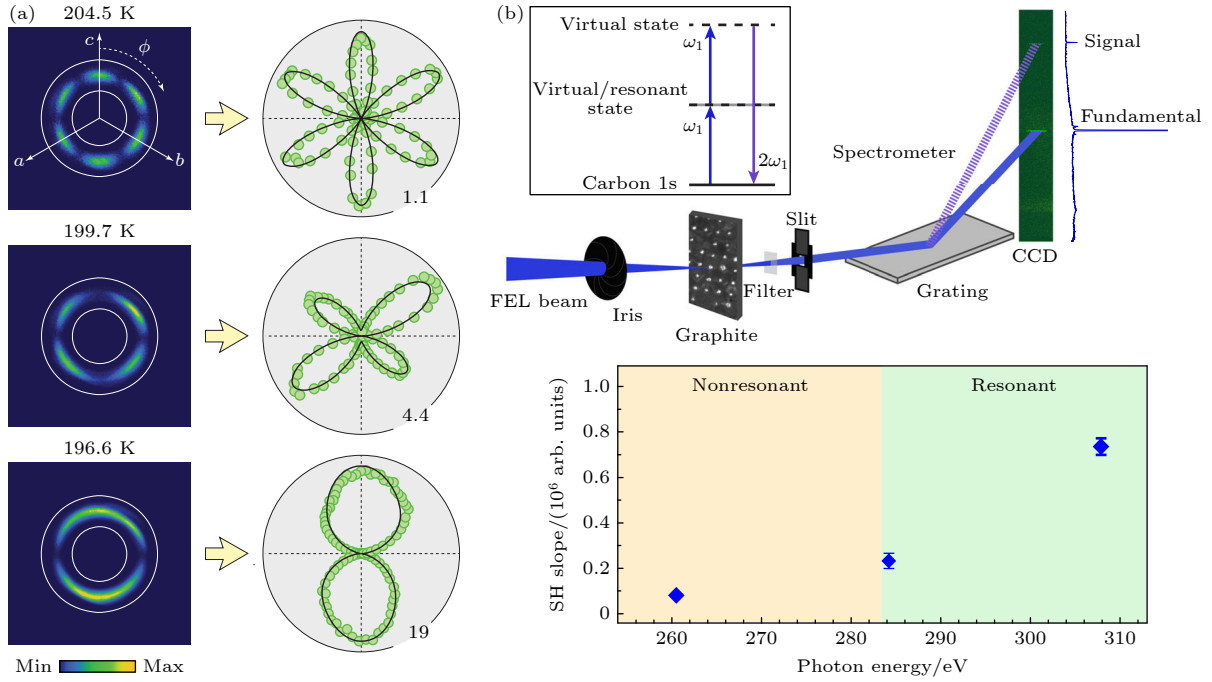 (a)
204.5 K
c
ϕ
a
b
1.1
199.7 K
4.4
196.6 K
19
Min
Max
(b)
Virtual state
ω1
Virtual/resonant
state
ω1
2ω1
Carbon 1s
Signal
Fundamental
Spectrometer
Slit
CCD
FEL beam
Iris
Graphite
Filter
Grating
Nonresonant
Resonant
1.0
0.8
0.6
0.4
0.2
0
SH slope/(10⁶ arb. units)
260 270 280 290 300 310
Photon energy/eV